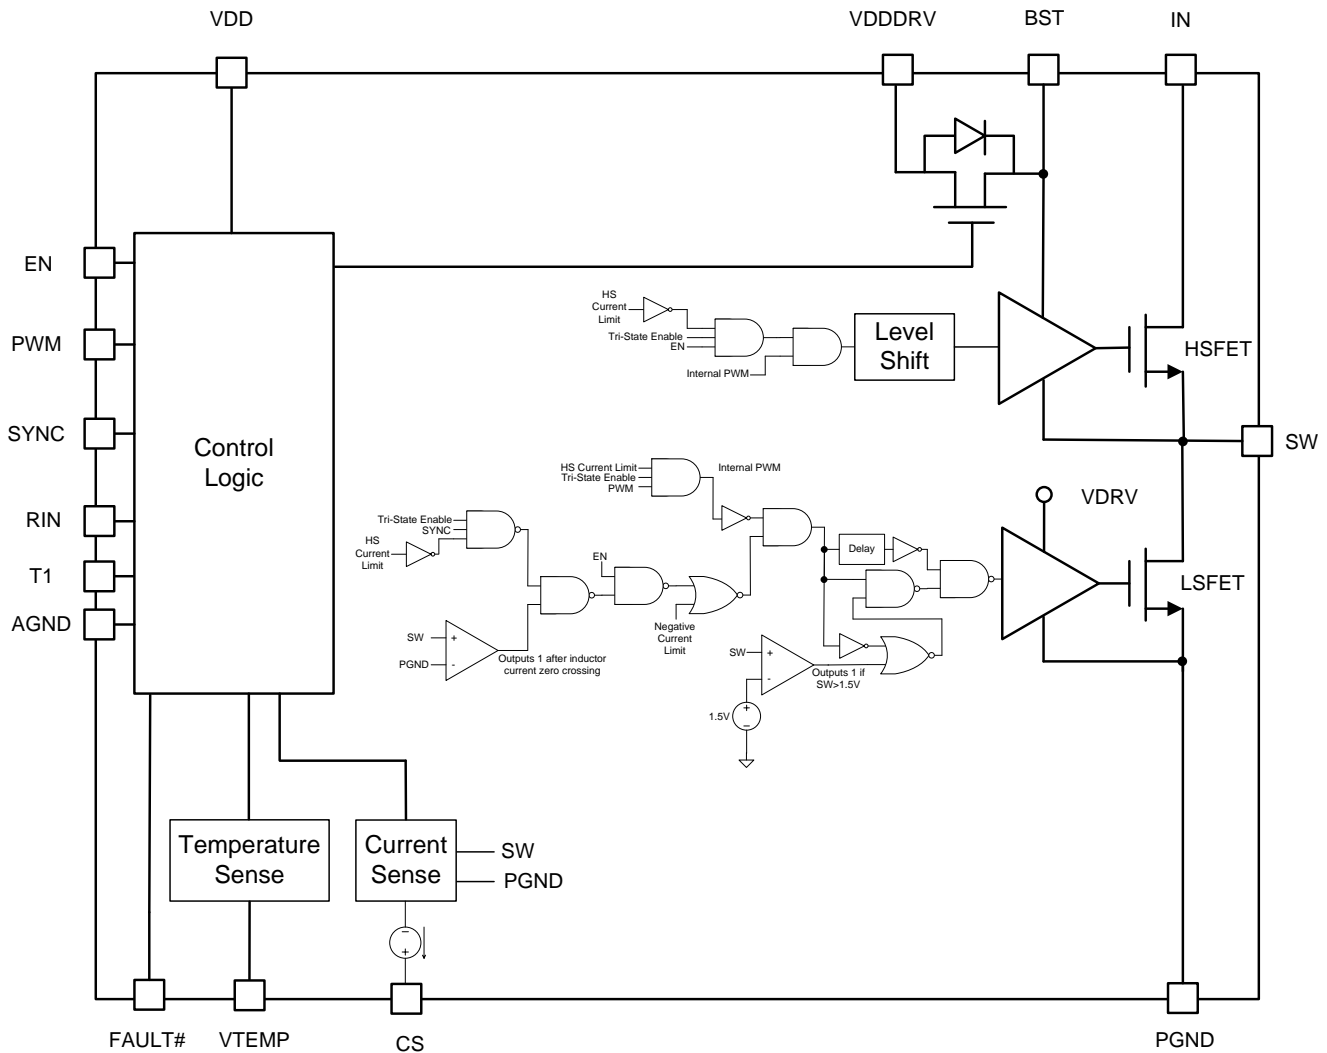 VDD
VDDDRV
BST
IN
EN
PWM
SYNC
RIN
T1
AGND
Control
Logic
HS
Current
Limit
Tri-State Enable
EN
Internal PWM
Level
Shift
HSFET
SW
HS Current Limit
Tri-State Enable
PWM
Internal PWM
VDRV
Tri-State Enable
SYNC
HS
Current
Limit
EN
Delay
LSFET
Negative
Current
Limit
SW
+
PGND
-
Outputs 1 after inductor
current zero crossing
SW
+
-
Outputs 1 if
SW>1.5V
1.5V
+
−
Temperature
Sense
Current
Sense
SW
PGND
−
+
FAULT#
VTEMP
CS
PGND